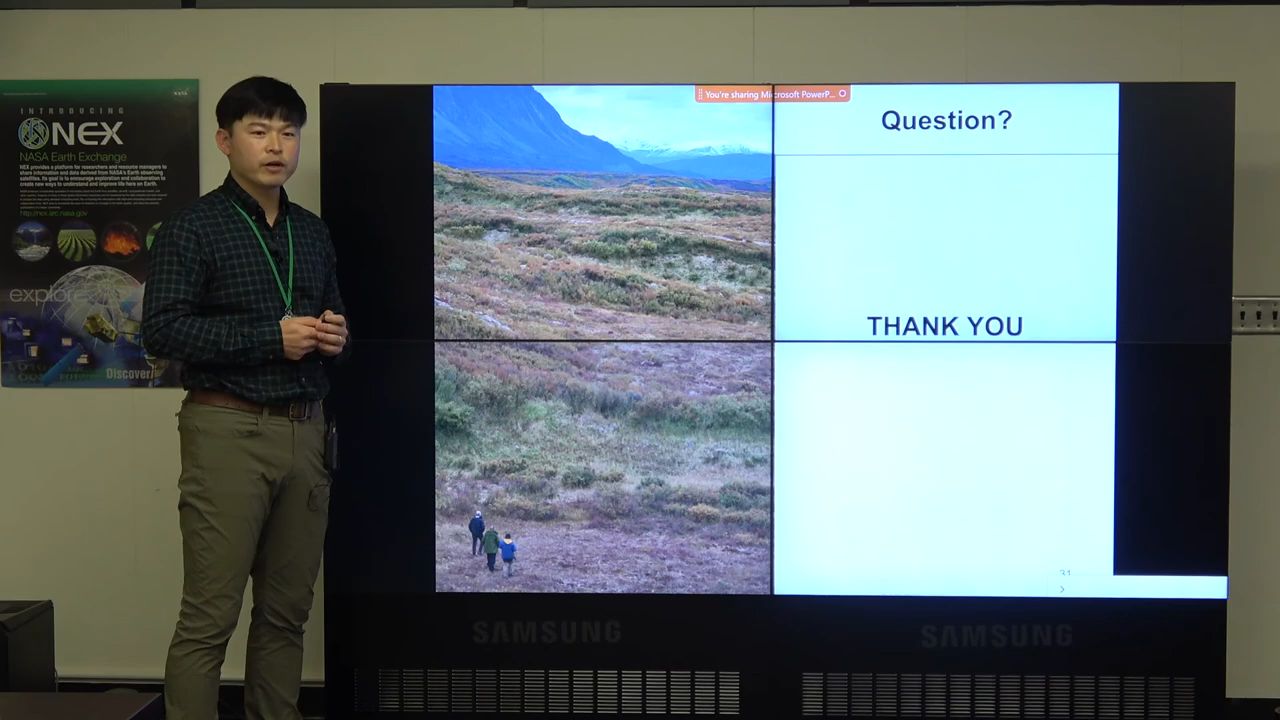 INTRODUCING
NEX
NASA Earth Exchange
NEX provides a platform for researchers and resource managers to
share information and data derived from NASA's Earth observing
satellites. Its goal is to encourage exploration and collaboration to
create new ways to understand and improve life here on Earth.
http://nex.arc.nasa.gov
explore
Discover
You're sharing Microsoft PowerP...
Question?
THANK YOU
31
SAMSUNG
SAMSUNG